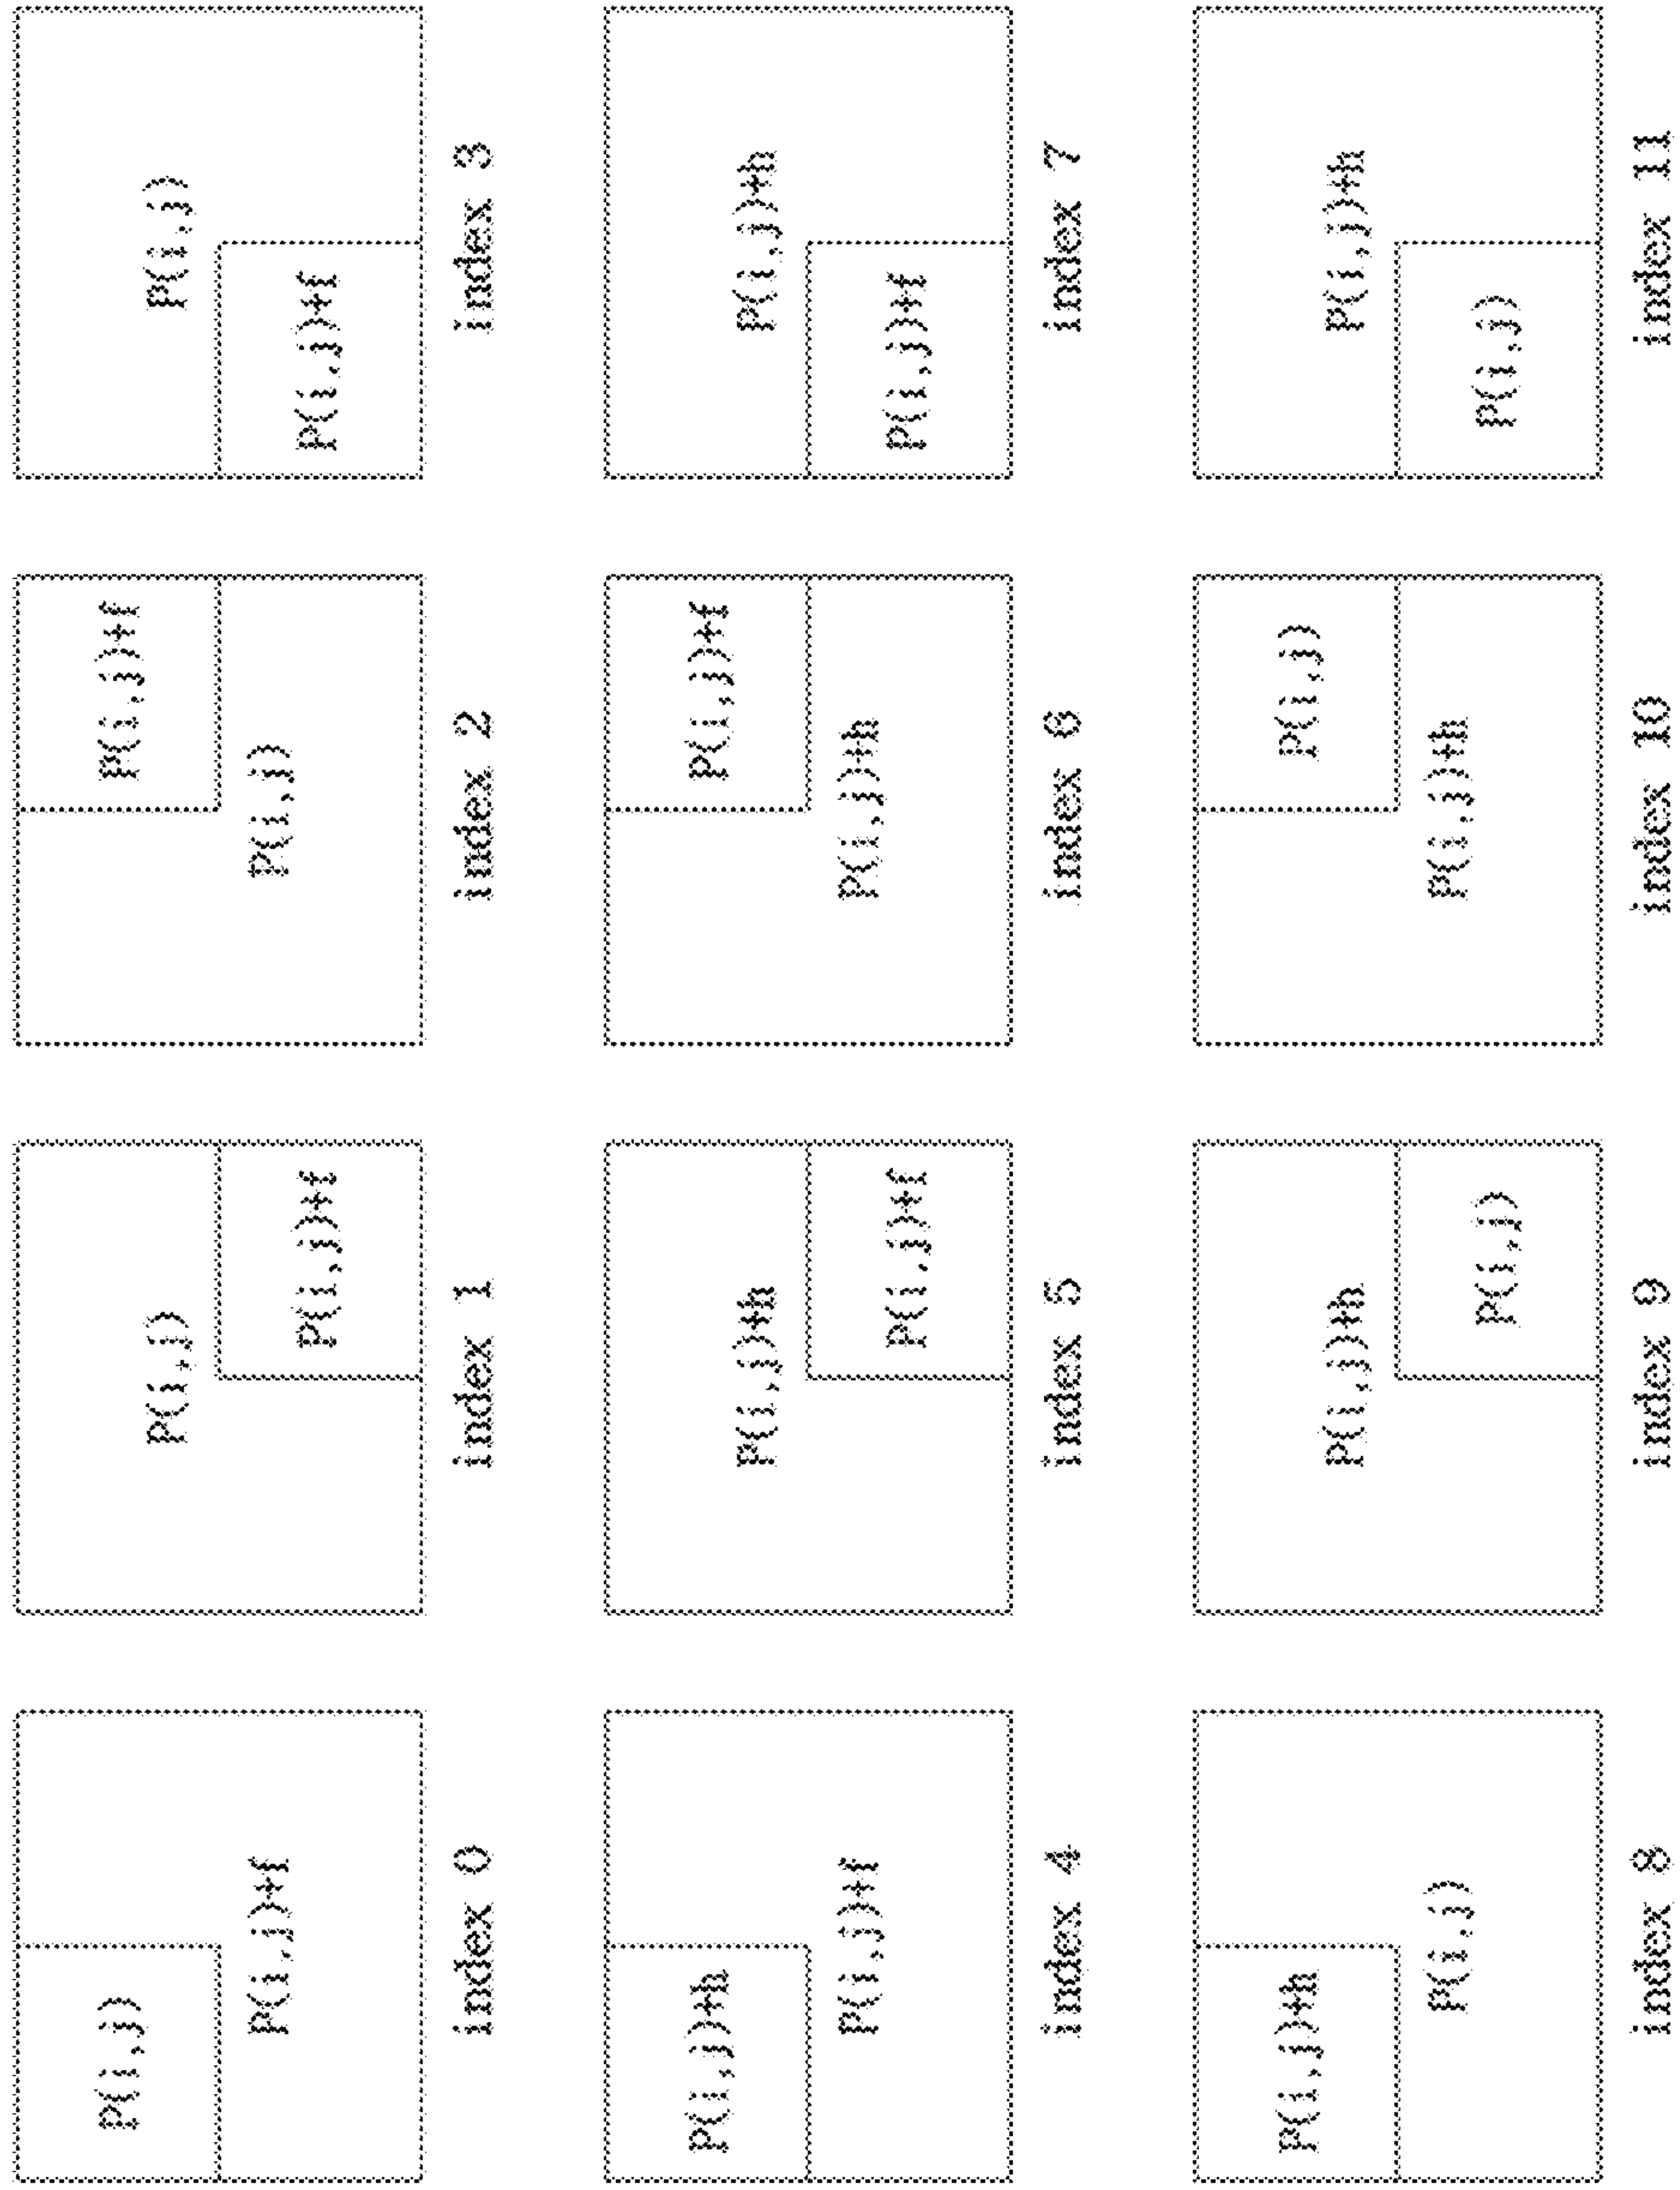 P(i,j)
P(i,j)+f
index 0
P(i,j)
P(i,j)+f
index 1
P(i,j)+f
P(i,j)
index 2
P(i,j)
P(i,j)+f
index 3
P(i,j)+h
P(i,j)+f
index 4
P(i,j)+h
P(i,j)+f
index 5
P(i,j)+f
P(i,j)+h
index 6
P(i,j)+h
P(i,j)+f
index 7
P(i,j)+h
P(i,j)
index 8
P(i,j)+h
P(i,j)
index 9
P(i,j)
P(i,j)+h
index 10
P(i,j)+h
P(i,j)
index 11